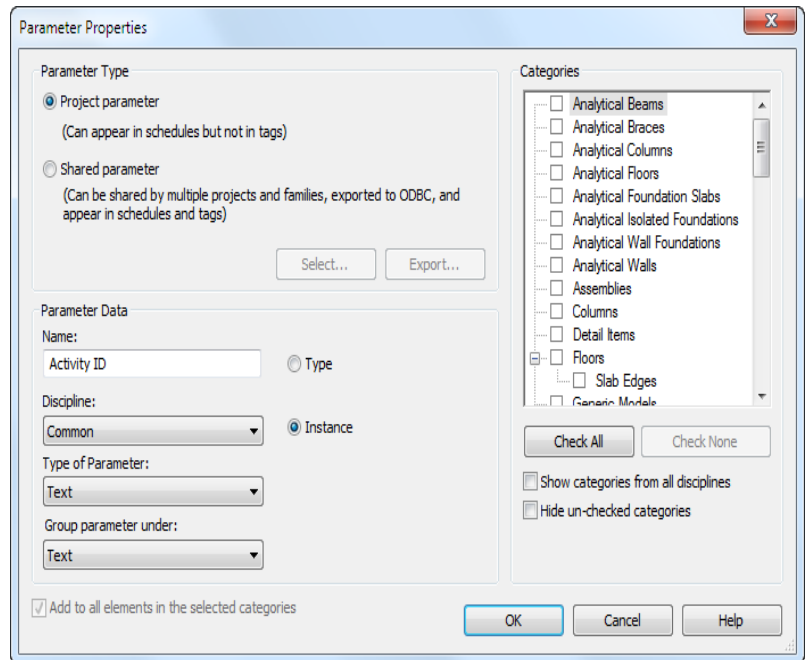 Parameter Properties
X
Parameter Type
Project parameter
(Can appear in schedules but not in tags)
Shared parameter
(Can be shared by multiple projects and families, exported to ODBC, and
appear in schedules and tags)
Select...
Export...
Parameter Data
Name:
Activity ID
Type
Discipline:
Common
Instance
Type of Parameter:
Text
Group parameter under:
Text
Add to all elements in the selected categories
Categories
Analytical Beams
Analytical Braces
Analytical Columns
Analytical Floors
Analytical Foundation Slabs
Analytical Isolated Foundations
Analytical Wall Foundations
Analytical Walls
Assemblies
Columns
Detail Items
Floors
Slab Edges
Generic Models
Check All
Check None
Show categories from all disciplines
Hide un-checked categories
OK
Cancel
Help